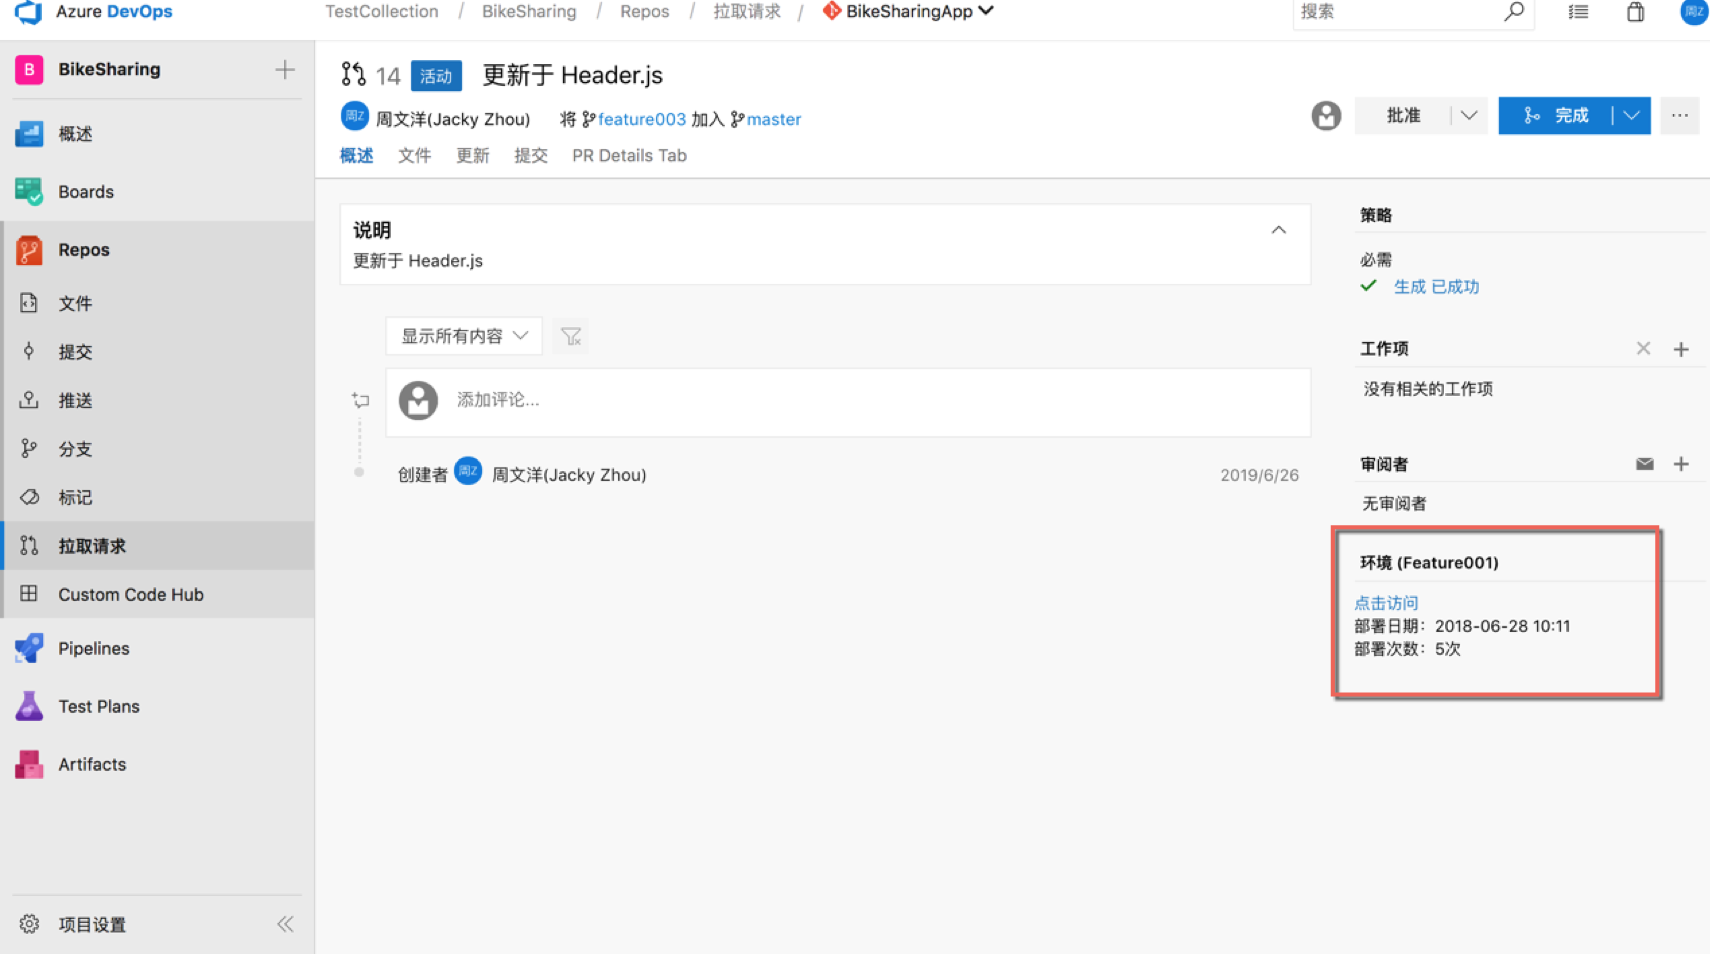 Azure DevOps
TestCollection / BikeSharing / Repos / 拉取请求 / BikeSharingApp
搜索
周Z
B BikeSharing
概述
Boards
Repos
文件
提交
推送
分支
标记
拉取请求
Custom Code Hub
Pipelines
Test Plans
Artifacts
项目设置
14 活动 更新于 Header.js
周Z 周文洋(Jacky Zhou) 将 feature003 加入 master
批准
完成
概述 文件 更新 提交 PR Details Tab
说明
更新于 Header.js
显示所有内容
添加评论...
创建者 周Z 周文洋(Jacky Zhou) 2019/6/26
策略
必需
生成 已成功
工作项
没有相关的工作项
审阅者
无审阅者
环境 (Feature001)
点击访问
部署日期：2018-06-28 10:11
部署次数：5次